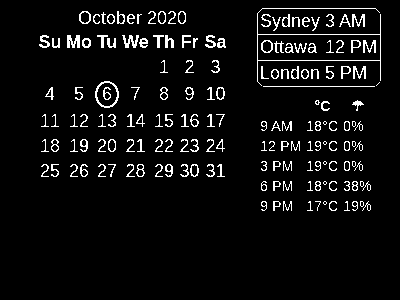 October 2020
Su Mo Tu We Th Fr Sa
1 2 3
4 5 6 7 8 9 10
11 12 13 14 15 16 17
18 19 20 21 22 23 24
25 26 27 28 29 30 31
Sydney 3 AM
Ottawa 12 PM
London 5 PM
°C ☂
9 AM 18°C 0%
12 PM 19°C 0%
3 PM 19°C 0%
6 PM 18°C 38%
9 PM 17°C 19%